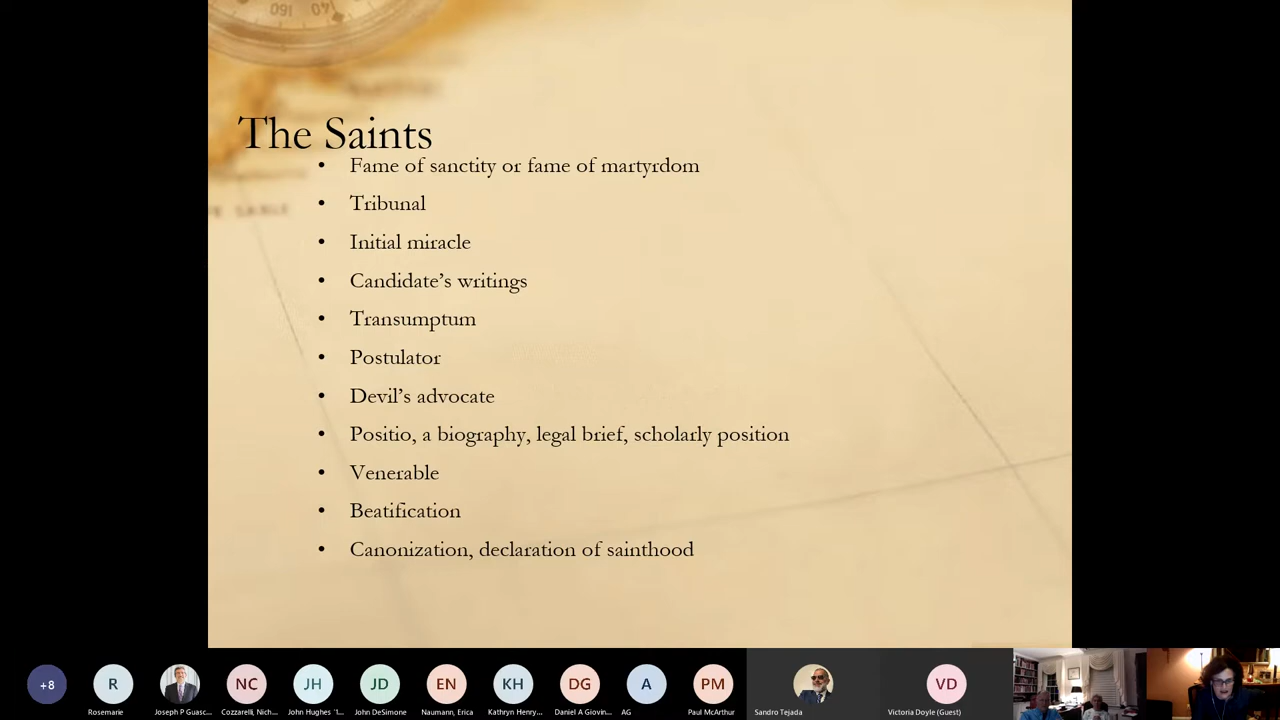 The Saints
• Fame of sanctity or fame of martyrdom
• Tribunal
• Initial miracle
• Candidate’s writings
• Transumptum
• Postulator
• Devil’s advocate
• Positio, a biography, legal brief, scholarly position
• Venerable
• Beatification
• Canonization, declaration of sainthood
+8
R
NC
JH
JD
EN
KH
DG
A
PM
VD
Rosemarie
Joseph P Guasc...
Cozzarelli, Nich...
John Hughes
John DeSimone
Naumann, Erica
Kathryn Henry...
Daniel A Giovin...
AG
Paul McArthur
Sandro Tejada
Victoria Doyle (Guest)